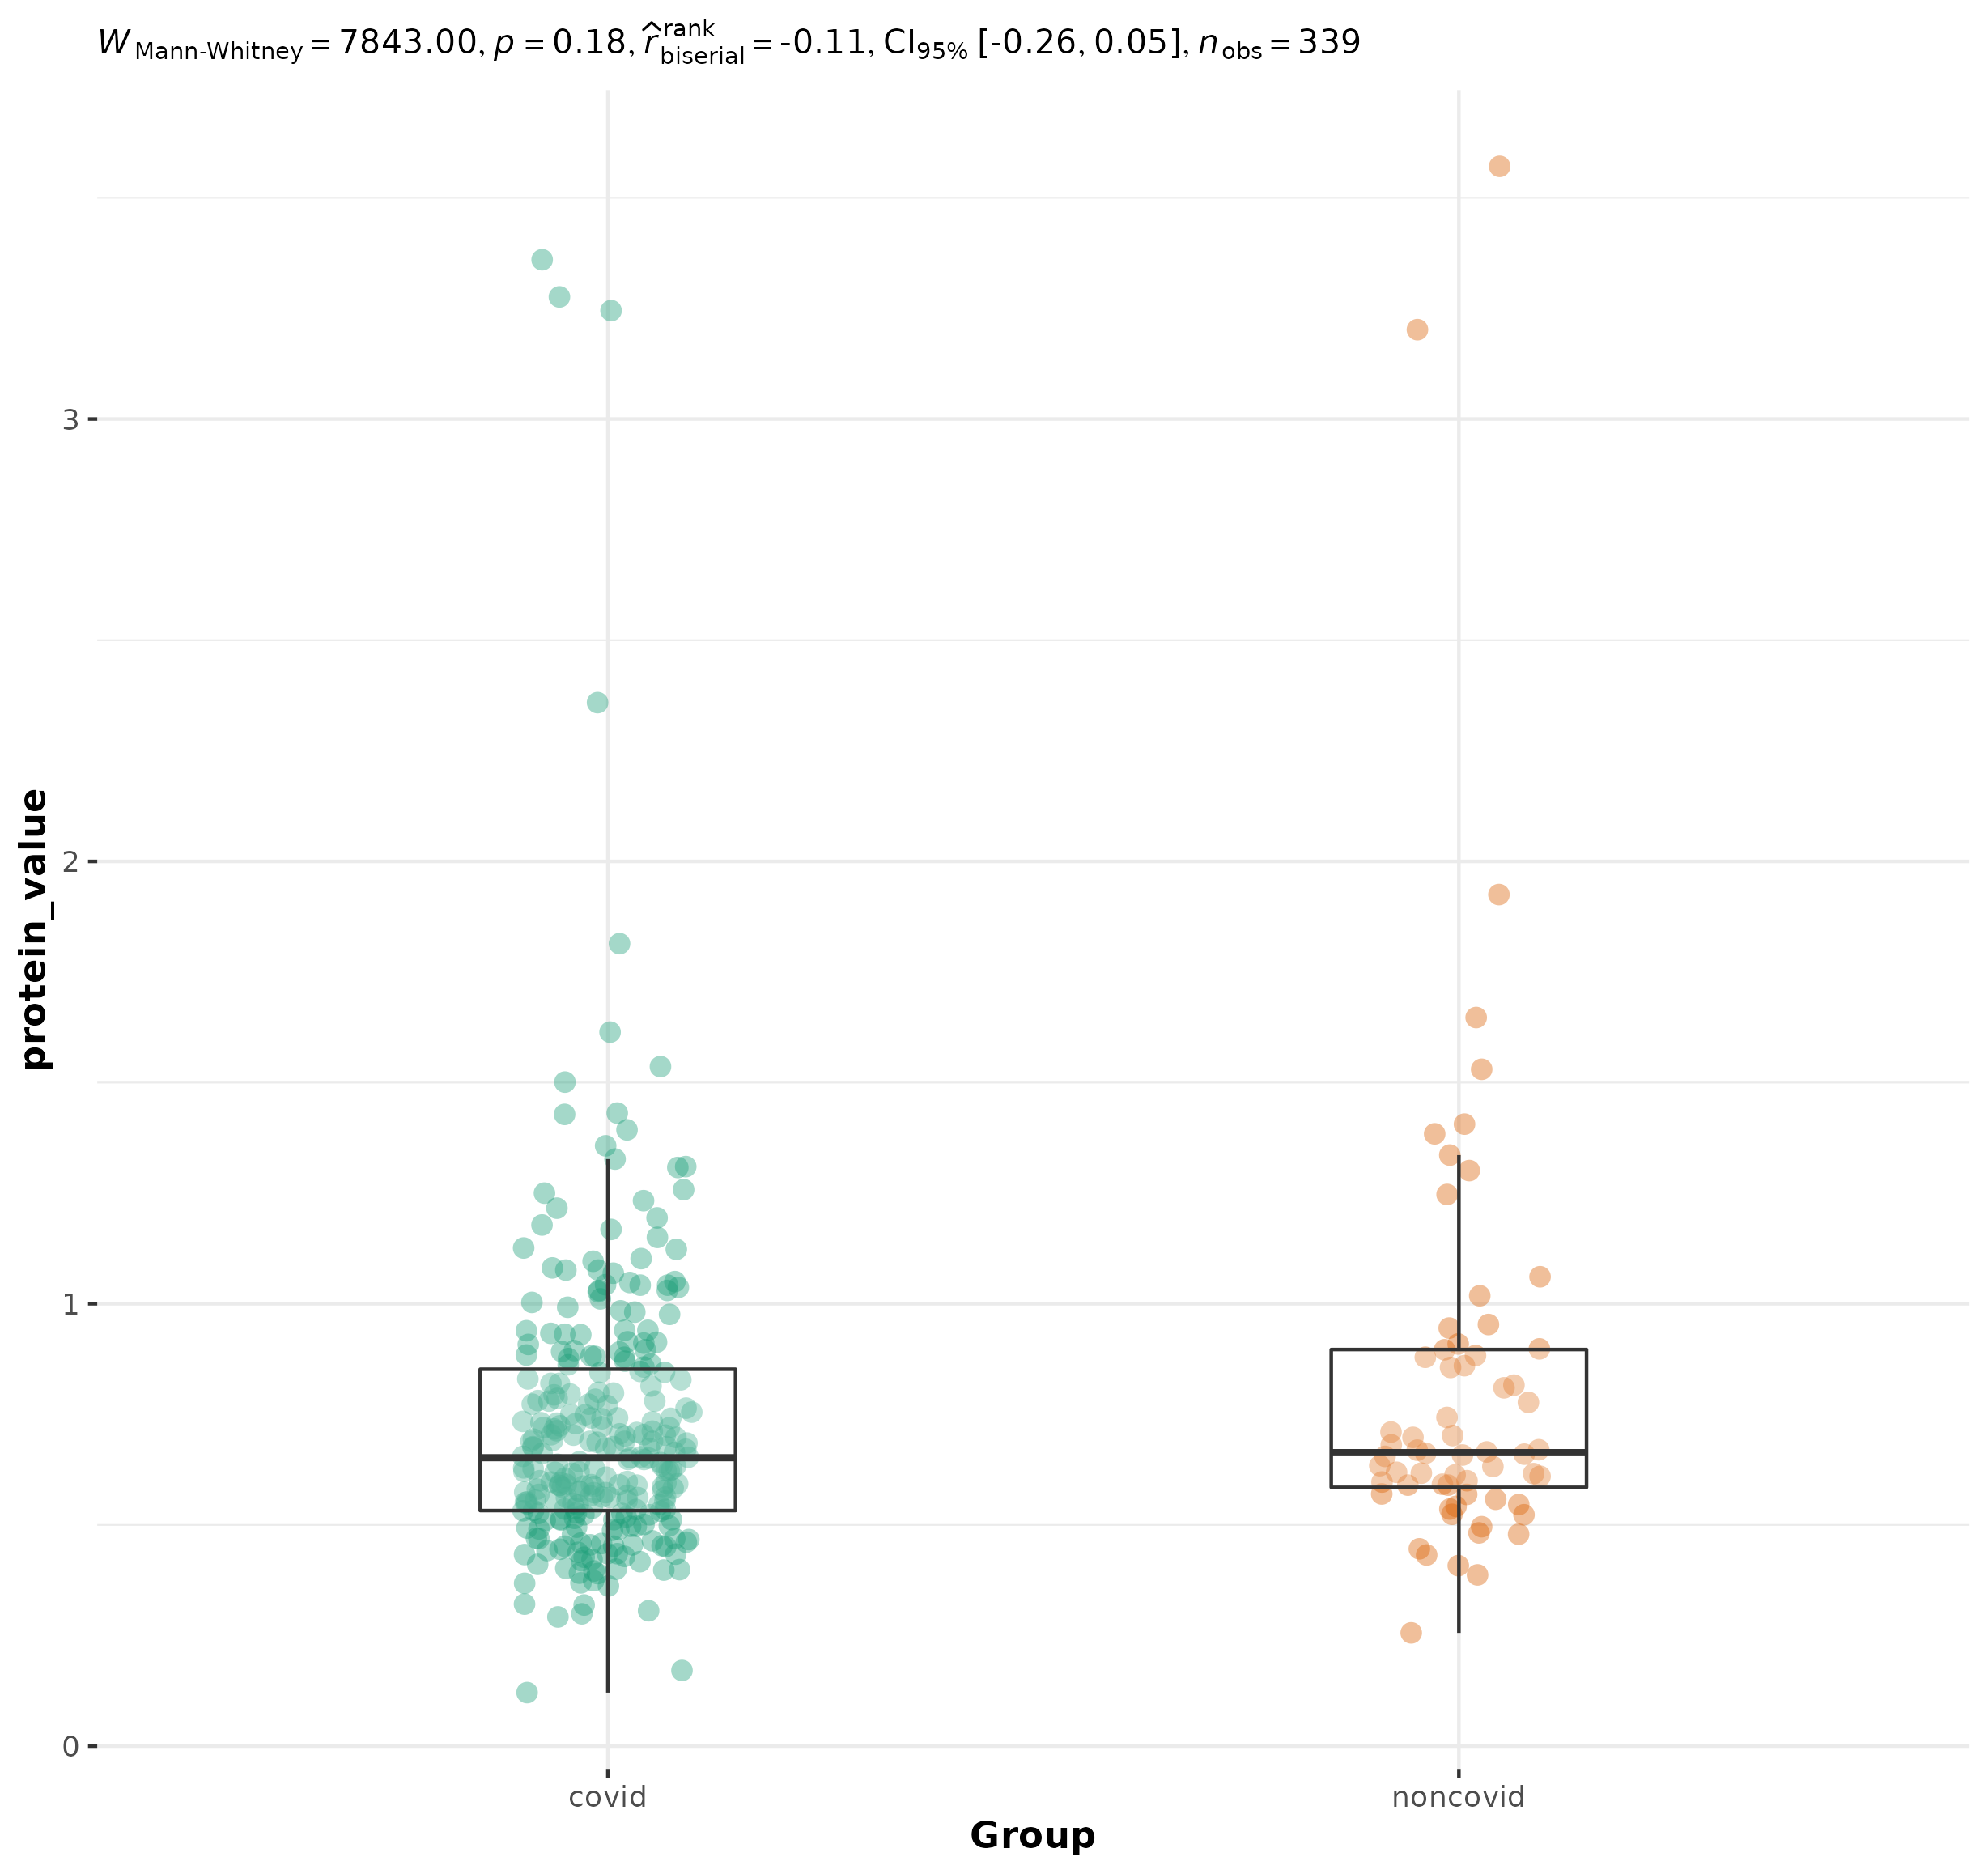 W Mann-Whitney = 7843.00, p = 0.18, r̂ rank biserial = -0.11, CI95% [-0.26, 0.05], nobs = 339
protein_value
3
2
1
0
covid noncovid
Group